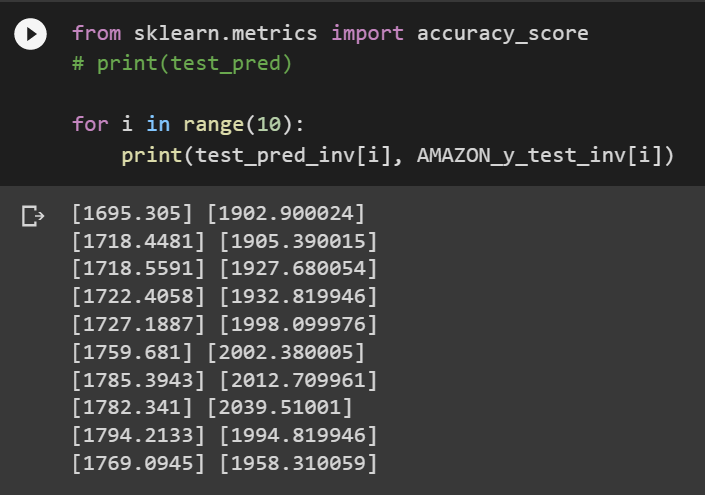 from sklearn.metrics import accuracy_score
# print(test_pred)
for i in range(10):
    print(test_pred_inv[i], AMAZON_y_test_inv[i])
[1695.305] [1902.900024]
[1718.4481] [1905.390015]
[1718.5591] [1927.680054]
[1722.4058] [1932.819946]
[1727.1887] [1998.099976]
[1759.681] [2002.380005]
[1785.3943] [2012.709961]
[1782.341] [2039.51001]
[1794.2133] [1994.819946]
[1769.0945] [1958.310059]